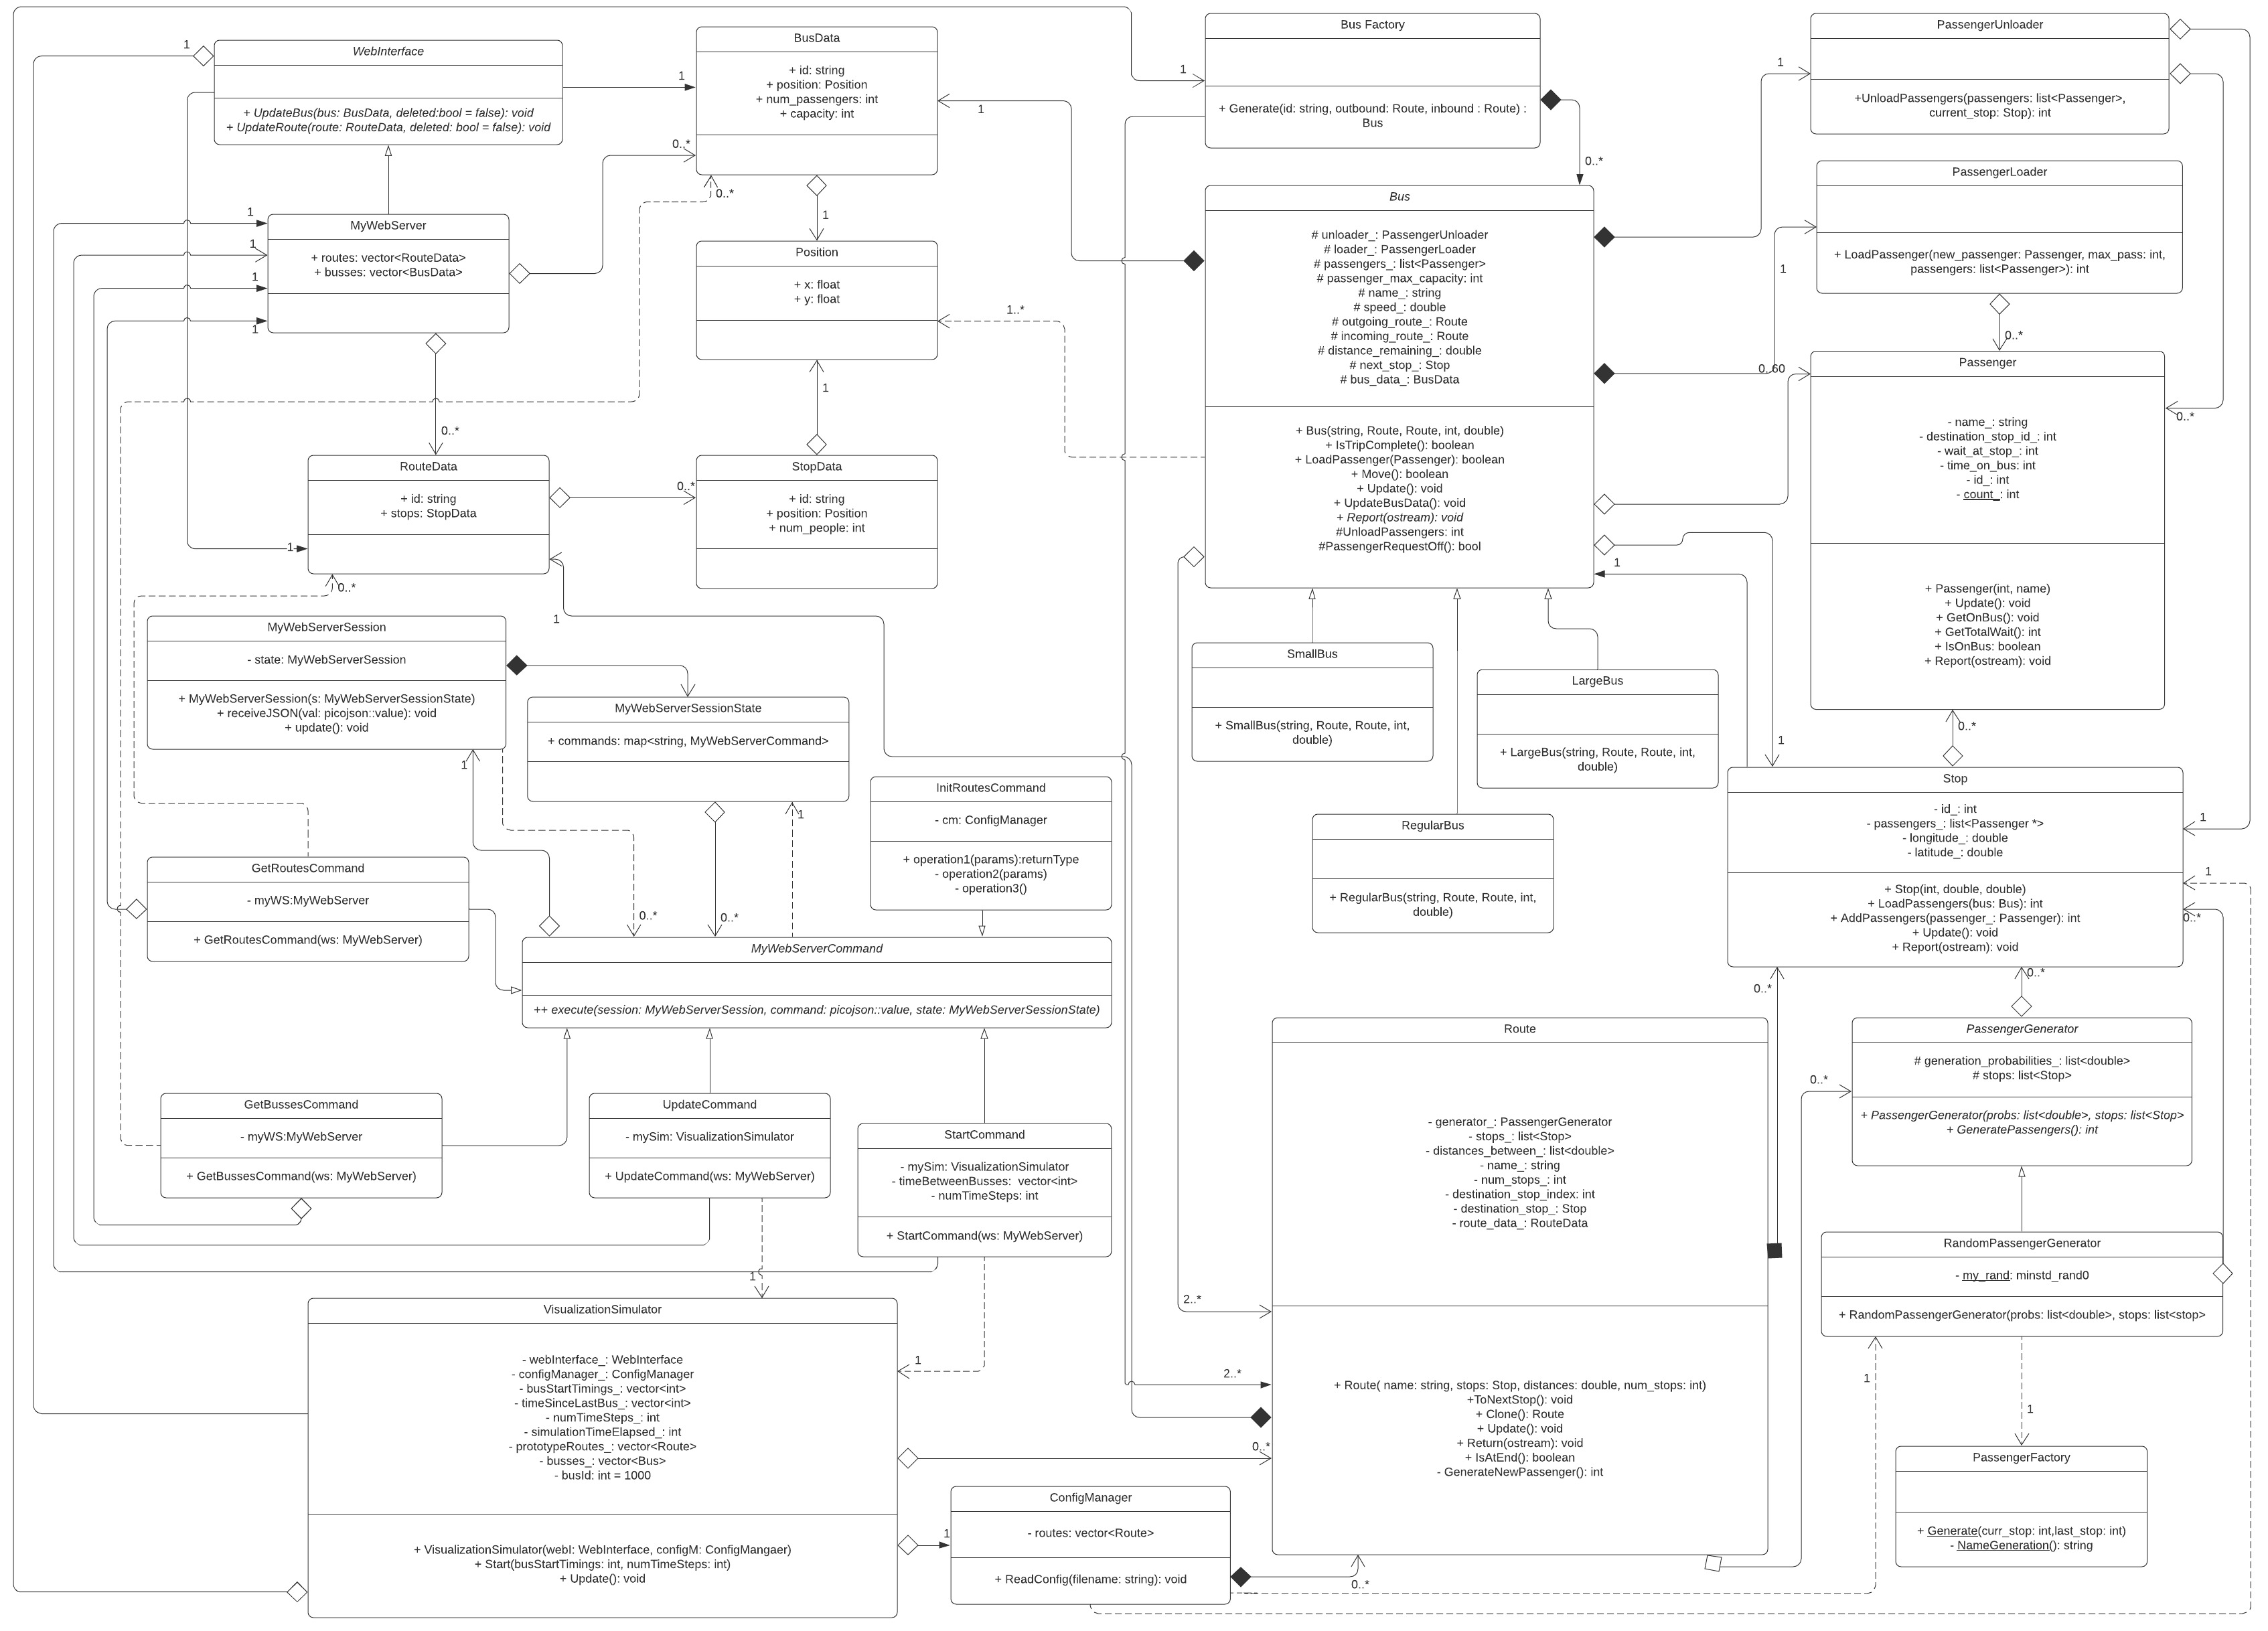 WebInterface
+ UpdateBus(bus: BusData, deleted:bool = false): void
+ UpdateRoute(route: RouteData, deleted: bool = false): void
1
BusData
+ id: string
+ position: Position
+ num_passengers: int
+ capacity: int
1
0..*
0..*
1
1
Bus Factory
+ Generate(id: string, outbound: Route, inbound : Route) :
Bus
1
0..*
PassengerUnloader
+UnloadPassengers(passengers: list<Passenger>,
current_stop: Stop): int
1
PassengerLoader
+ LoadPassenger(new_passenger: Passenger, max_pass: int,
passengers: list<Passenger>): int
1
0..*
MyWebServer
+ routes: vector<RouteData>
+ busses: vector<BusData>
1
1
1
1
0..*
Position
+ x: float
+ y: float
1..*
1
Bus
# unloader_: PassengerUnloader
# loader_: PassengerLoader
# passengers_: list<Passenger>
# passenger_max_capacity: int
# name_: string
# speed_: double
# outgoing_route_: Route
# incoming_route_: Route
# distance_remaining_: double
# next_stop_: Stop
# bus_data_: BusData
+ Bus(string, Route, Route, int, double)
+ IsTripComplete(): boolean
+ LoadPassenger(Passenger): boolean
+ Move(): boolean
+ Update(): void
+ UpdateBusData(): void
+ Report(ostream): void
#UnloadPassengers: int
#PassengerRequestOff(): bool
0..60
1
Passenger
- name_: string
- destination_stop_id_: int
- wait_at_stop_: int
- time_on_bus: int
- id_: int
- count_: int
+ Passenger(int, name)
+ Update(): void
+ GetOnBus(): void
+ GetTotalWait(): int
+ IsOnBus: boolean
+ Report(ostream): void
0..*
0..*
RouteData
+ id: string
+ stops: StopData
1
0..*
1
0..*
StopData
+ id: string
+ position: Position
+ num_people: int
MyWebServerSession
- state: MyWebServerSession
+ MyWebServerSession(s: MyWebServerSessionState)
+ receiveJSON(val: picojson::value): void
+ update(): void
1
MyWebServerSessionState
+ commands: map<string, MyWebServerCommand>
1
InitRoutesCommand
- cm: ConfigManager
+ operation1(params):returnType
- operation2(params)
- operation3()
SmallBus
+ SmallBus(string, Route, Route, int,
double)
LargeBus
+ LargeBus(string, Route, Route, int,
double)
RegularBus
+ RegularBus(string, Route, Route, int,
double)
Stop
- id_: int
- passengers_: list<Passenger *>
- longitude_: double
- latitude_: double
+ Stop(int, double, double)
+ LoadPassengers(bus: Bus): int
+ AddPassengers(passenger_: Passenger): int
+ Update(): void
+ Report(ostream): void
1
1
1
0..*
0..*
0..*
GetRoutesCommand
- myWS:MyWebServer
+ GetRoutesCommand(ws: MyWebServer)
0..*
0..*
MyWebServerCommand
++ execute(session: MyWebServerSession, command: picojson::value, state: MyWebServerSessionState)
GetBussesCommand
- myWS:MyWebServer
+ GetBussesCommand(ws: MyWebServer)
UpdateCommand
- mySim: VisualizationSimulator
+ UpdateCommand(ws: MyWebServer)
StartCommand
- mySim: VisualizationSimulator
- timeBetweenBusses: vector<int>
- numTimeSteps: int
+ StartCommand(ws: MyWebServer)
Route
- generator_: PassengerGenerator
- stops_: list<Stop>
- distances_between_: list<double>
- name_: string
- num_stops_: int
- destination_stop_index: int
- destination_stop_: Stop
- route_data_: RouteData
+ Route( name: string, stops: Stop, distances: double, num_stops: int)
+ToNextStop(): void
+ Clone(): Route
+ Update(): void
+ Return(ostream): void
+ IsAtEnd(): boolean
- GenerateNewPassenger(): int
2..*
2..*
0..*
0..*
PassengerGenerator
# generation_probabilities_: list<double>
# stops: list<Stop>
+ PassengerGenerator(probs: list<double>, stops: list<Stop>
+ GeneratePassengers(): int
0..*
RandomPassengerGenerator
- my_rand: minstd_rand0
+ RandomPassengerGenerator(probs: list<double>, stops: list<stop>
1
1
PassengerFactory
+ Generate(curr_stop: int,last_stop: int)
- NameGeneration(): string
1
1
VisualizationSimulator
- webInterface_: WebInterface
- configManager_: ConfigManager
- busStartTimings_: vector<int>
- timeSinceLastBus_: vector<int>
- numTimeSteps_: int
- simulationTimeElapsed_: int
- prototypeRoutes_: vector<Route>
- busses_: vector<Bus>
- busId: int = 1000
+ VisualizationSimulator(webI: WebInterface, configM: ConfigMangaer)
+ Start(busStartTimings: int, numTimeSteps: int)
+ Update(): void
1
ConfigManager
- routes: vector<Route>
+ ReadConfig(filename: string): void